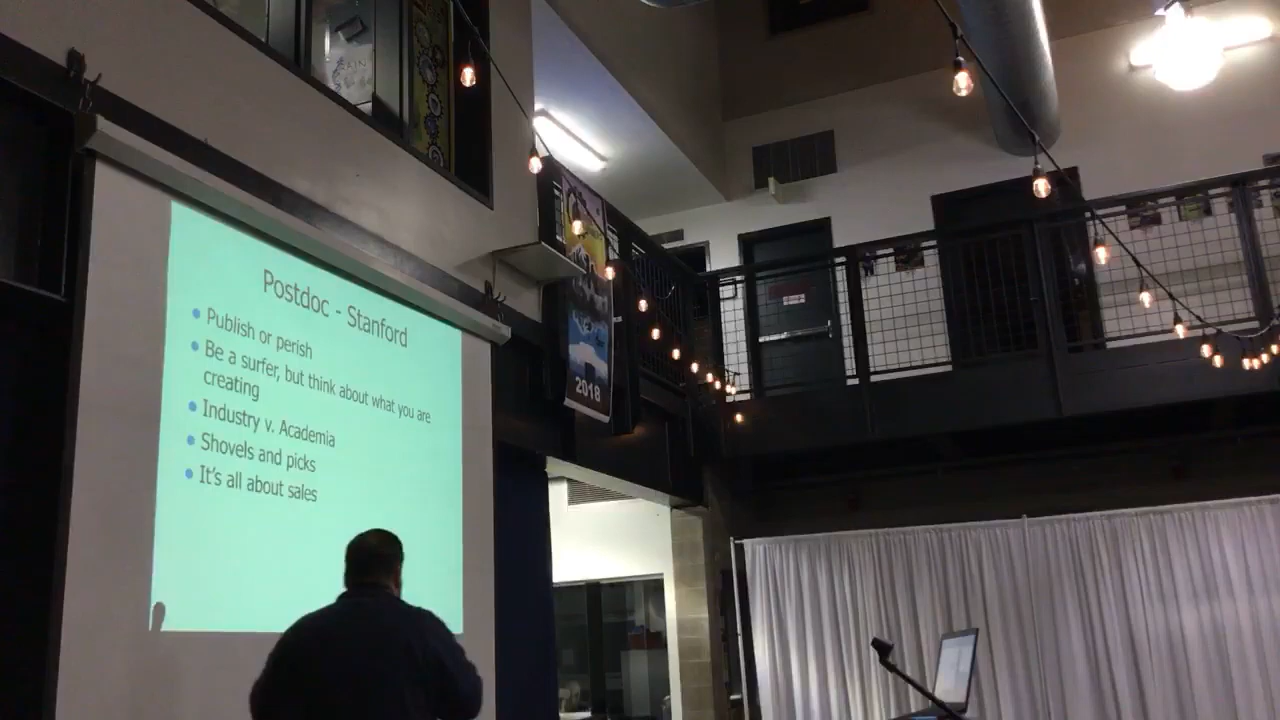 Postdoc - Stanford
Publish or perish
Be a surfer, but think about what you are
creating
Industry v. Academia
Shovels and picks
It's all about sales
2018